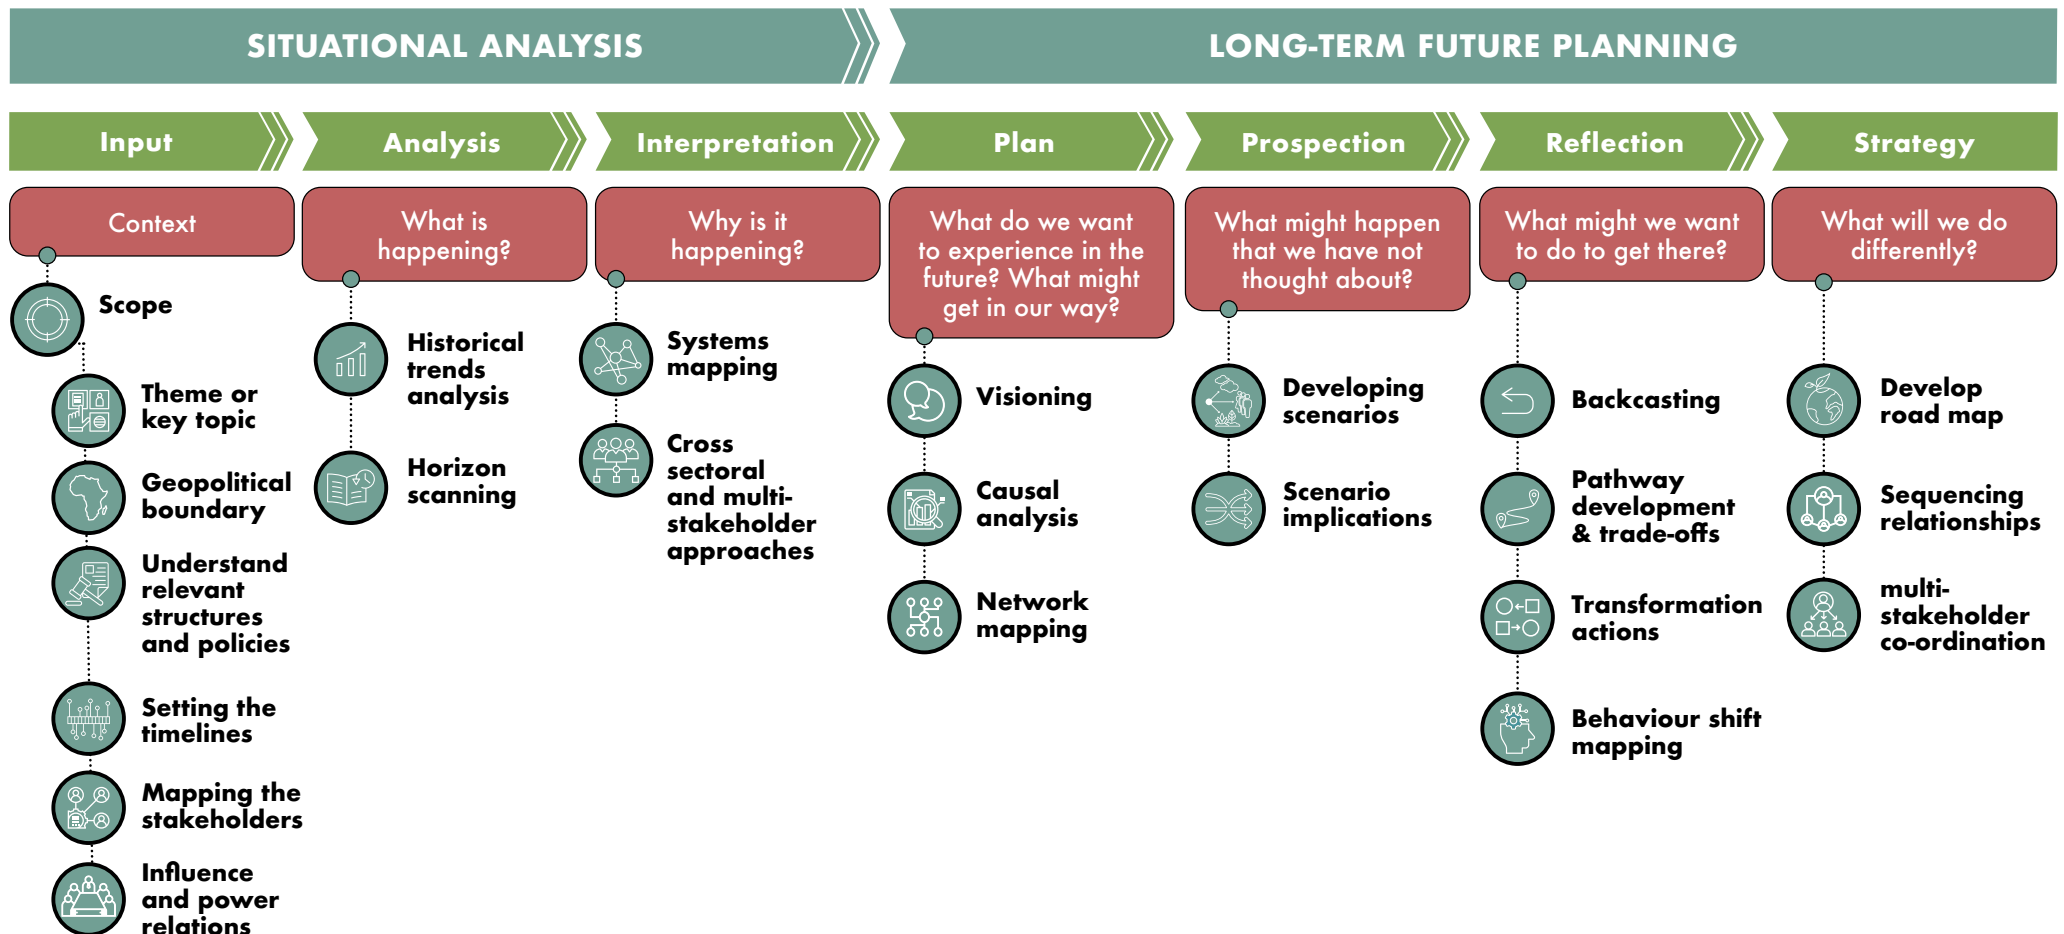 SITUATIONAL ANALYSIS
LONG-TERM FUTURE PLANNING
Input
Analysis
Interpretation
Plan
Prospection
Reflection
Strategy
Context
What is
happening?
Why is it
happening?
What do we want
to experience in the
future? What might
get in our way?
What might happen
that we have not
thought about?
What might we want
to do to get there?
What will we do
differently?
Scope
Theme or
key topic
Geopolitical
boundary
Understand
relevant
structures
and policies
Setting the
timelines
Mapping the
stakeholders
Influence
and power
relations
Historical
trends
analysis
Horizon
scanning
Systems
mapping
Cross
sectoral
and multi-
stakeholder
approaches
Visioning
Causal
analysis
Network
mapping
Developing
scenarios
Scenario
implications
Backcasting
Pathway
development
& trade-offs
Transformation
actions
Behaviour shift
mapping
Develop
road map
Sequencing
relationships
multi-
stakeholder
co-ordination